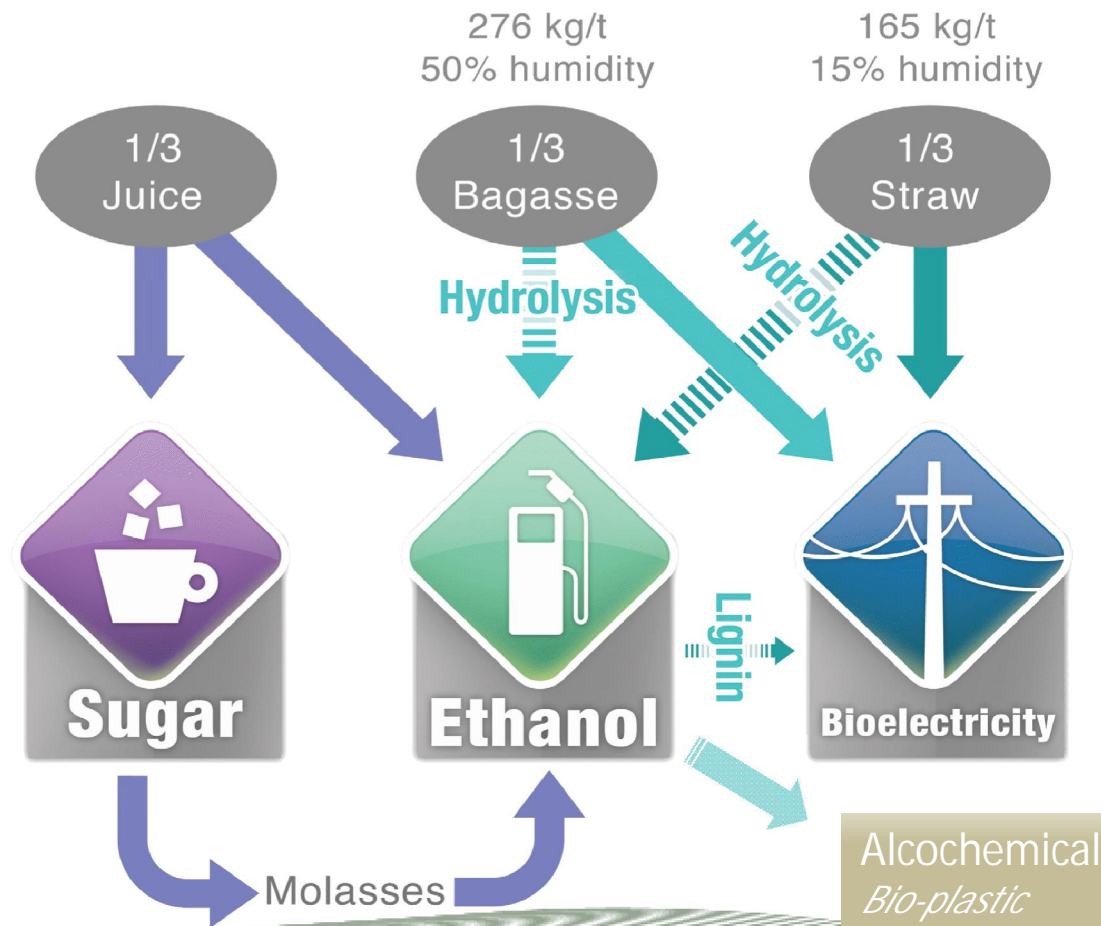 276 kg/t
50% humidity
165 kg/t
15% humidity
1/3
Juice
1/3
Bagasse
1/3
Straw
Hydrolysis
Hydrolysis
Lignin
Sugar
Ethanol
Bioelectricity
Molasses
Alcochemical
Bio-plastic